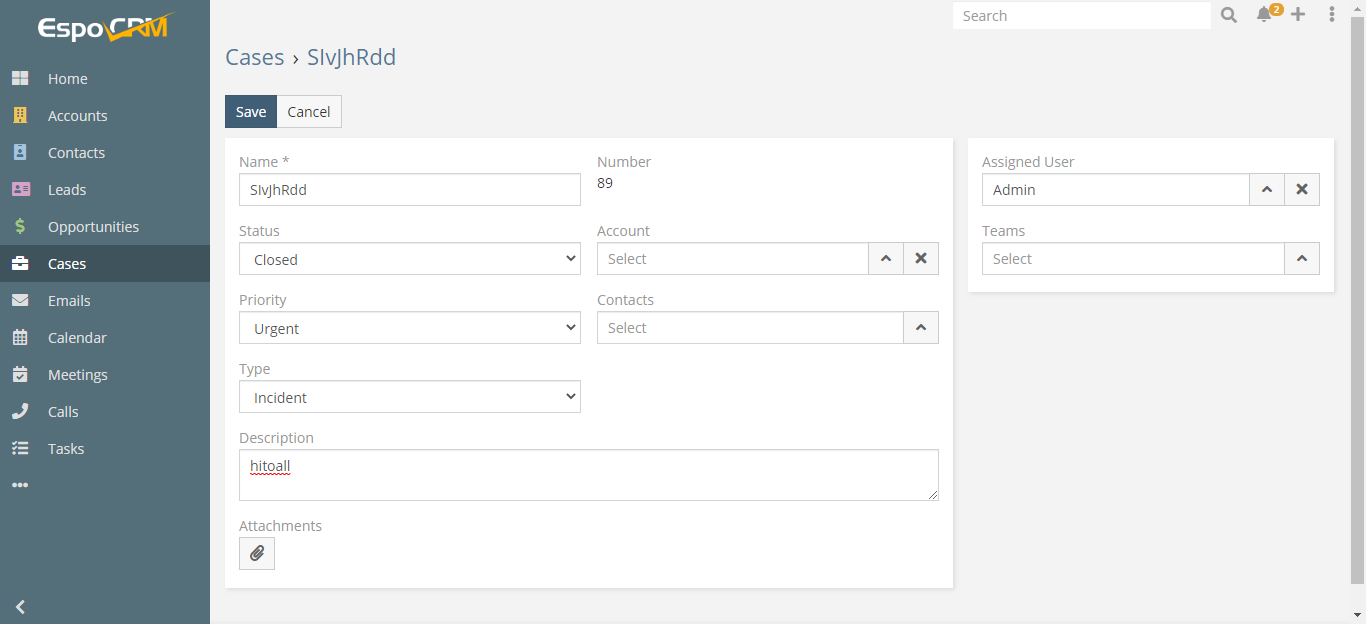 EspoCRM
Search
2
Home
Accounts
Contacts
Leads
Opportunities
Cases
Emails
Calendar
Meetings
Calls
Tasks
Cases › SIvJhRdd
Save Cancel
Name *
SIvJhRdd
Number
89
Status
Closed
Account
Select
Priority
Urgent
Contacts
Select
Type
Incident
Description
hitoall
Attachments
Assigned User
Admin
Teams
Select